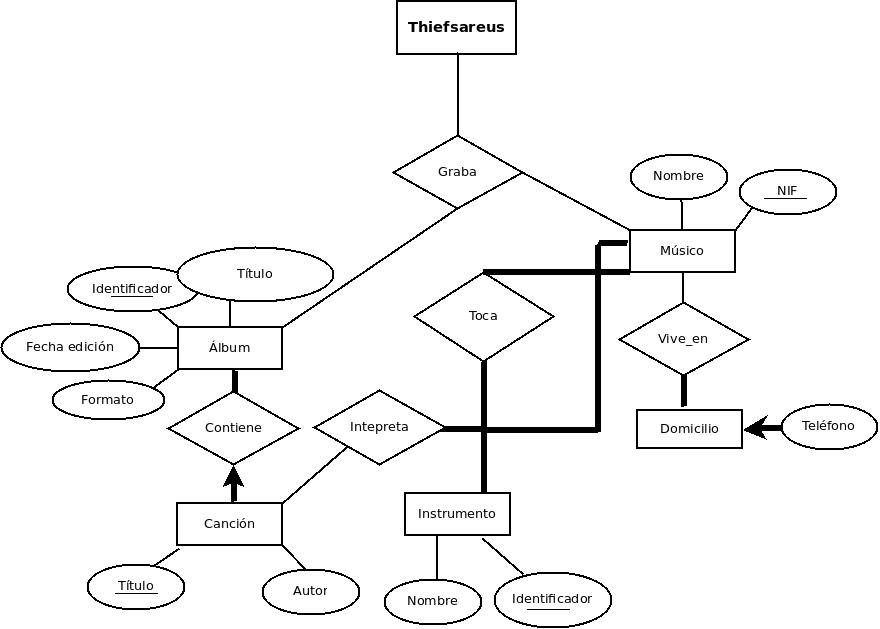 Thiefsareus
Graba
Nombre
NIF
Músico
Identificador
Título
Toca
Vive_en
Fecha edición
Álbum
Formato
Contiene
Intepreta
Domicilio
Teléfono
Canción
Instrumento
Título
Autor
Nombre
Identificador